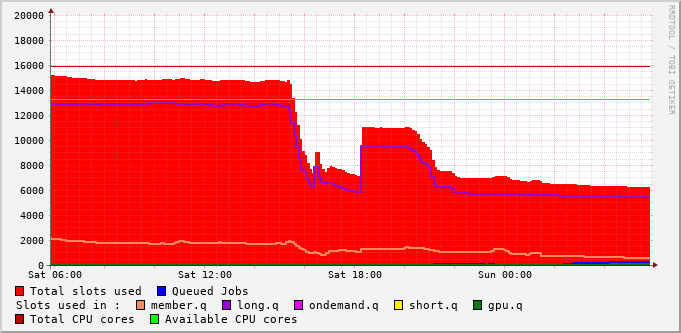 20000
18000
16000
14000
12000
10000
8000
6000
4000
2000
0
Sat 06:00 Sat 12:00 Sat 18:00 Sun 00:00
RRDTOOL / TOBI OETIKER
Total slots used Queued Jobs
Slots used in : member.q long.q ondemand.q short.q gpu.q
Total CPU cores Available CPU cores